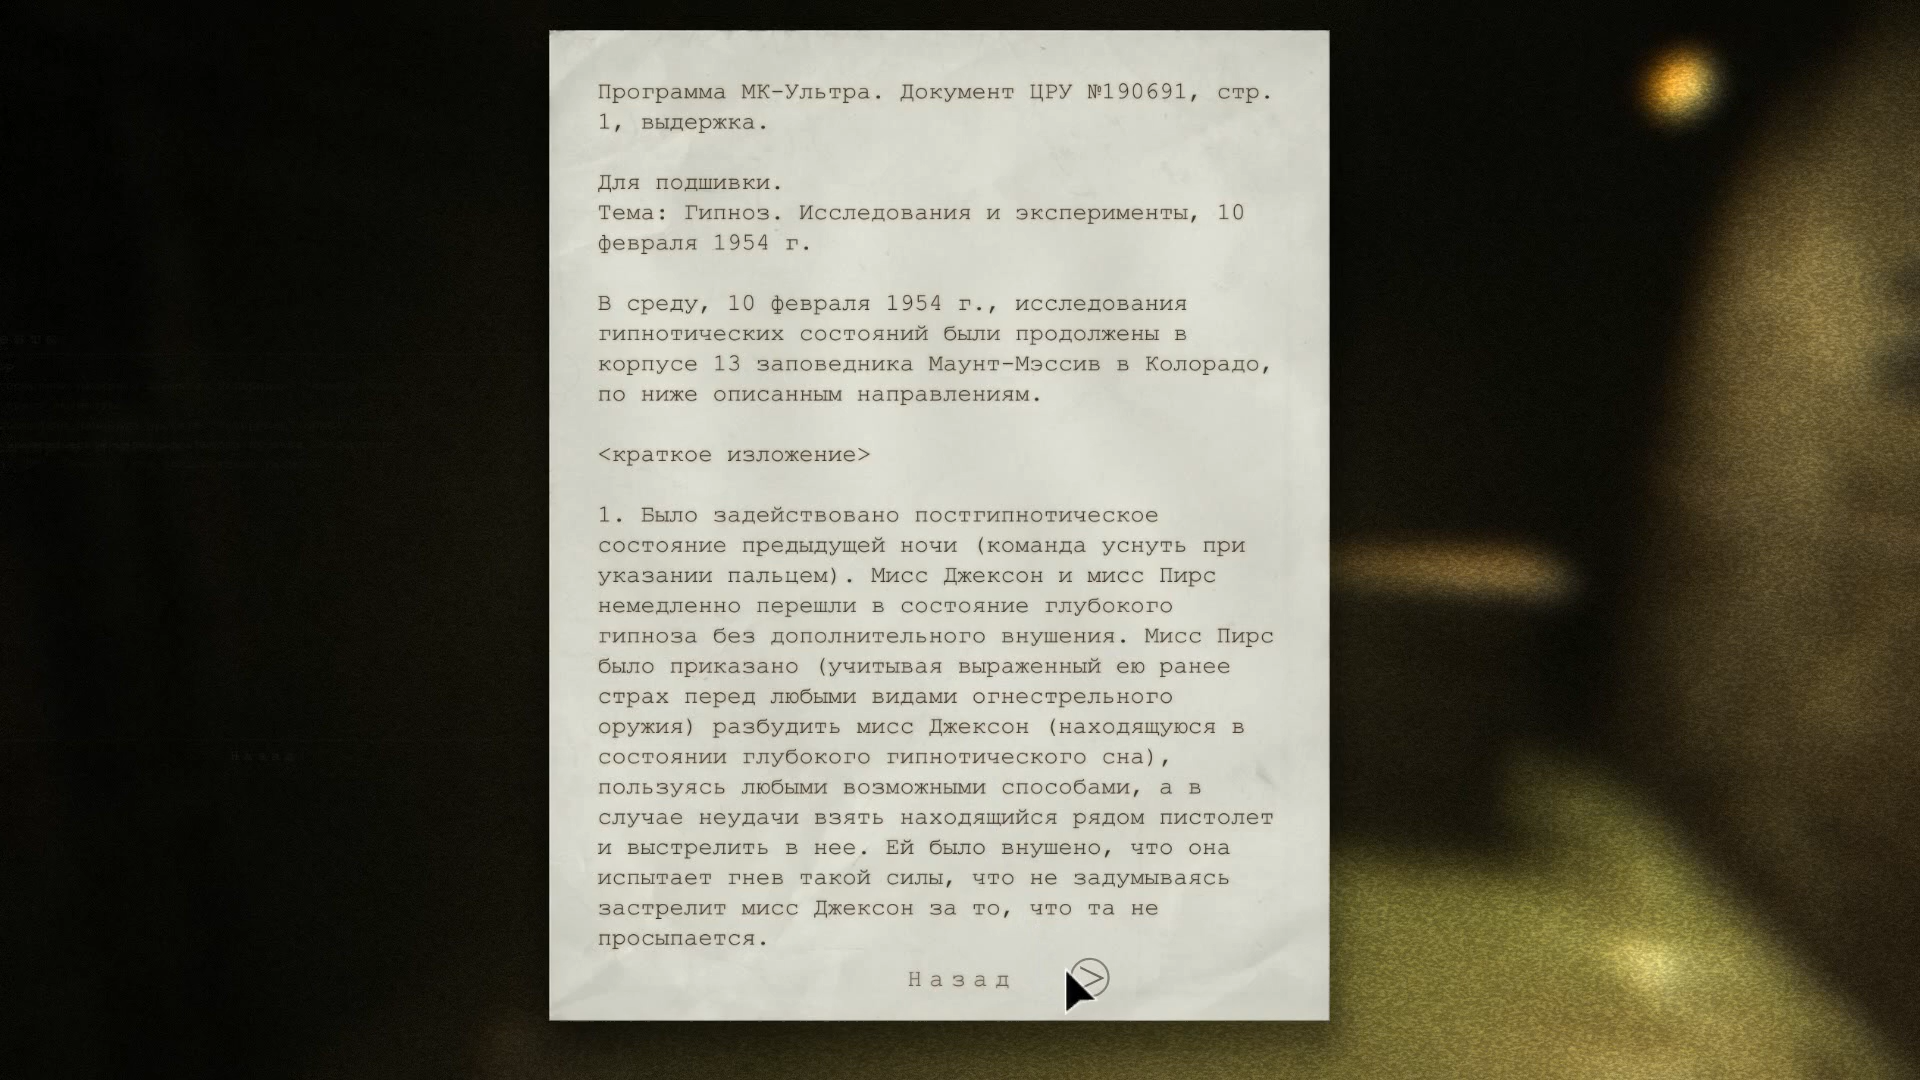 Программа МК-Ультра. Документ ЦРУ №190691, стр.
1, выдержка.
Для подшивки.
Тема: Гипноз. Исследования и эксперименты, 10
февраля 1954 г.
В среду, 10 февраля 1954 г., исследования
гипнотических состояний были продолжены в
корпусе 13 заповедника Маунт-Мэссив в Колорадо,
по ниже описанным направлениям.
<краткое изложение>
1. Было задействовано постгипнотическое
состояние предыдущей ночи (команда уснуть при
указании пальцем). Мисс Джексон и мисс Пирс
немедленно перешли в состояние глубокого
гипноза без дополнительного внушения. Мисс Пирс
было приказано (учитывая выраженный ею ранее
страх перед любыми видами огнестрельного
оружия) разбудить мисс Джексон (находящуюся в
состоянии глубокого гипнотического сна),
пользуясь любыми возможными способами, а в
случае неудачи взять находящийся рядом пистолет
и выстрелить в нее. Ей было внушено, что она
испытает гнев такой силы, что не задумываясь
застрелит мисс Джексон за то, что та не
просыпается.
Назад >